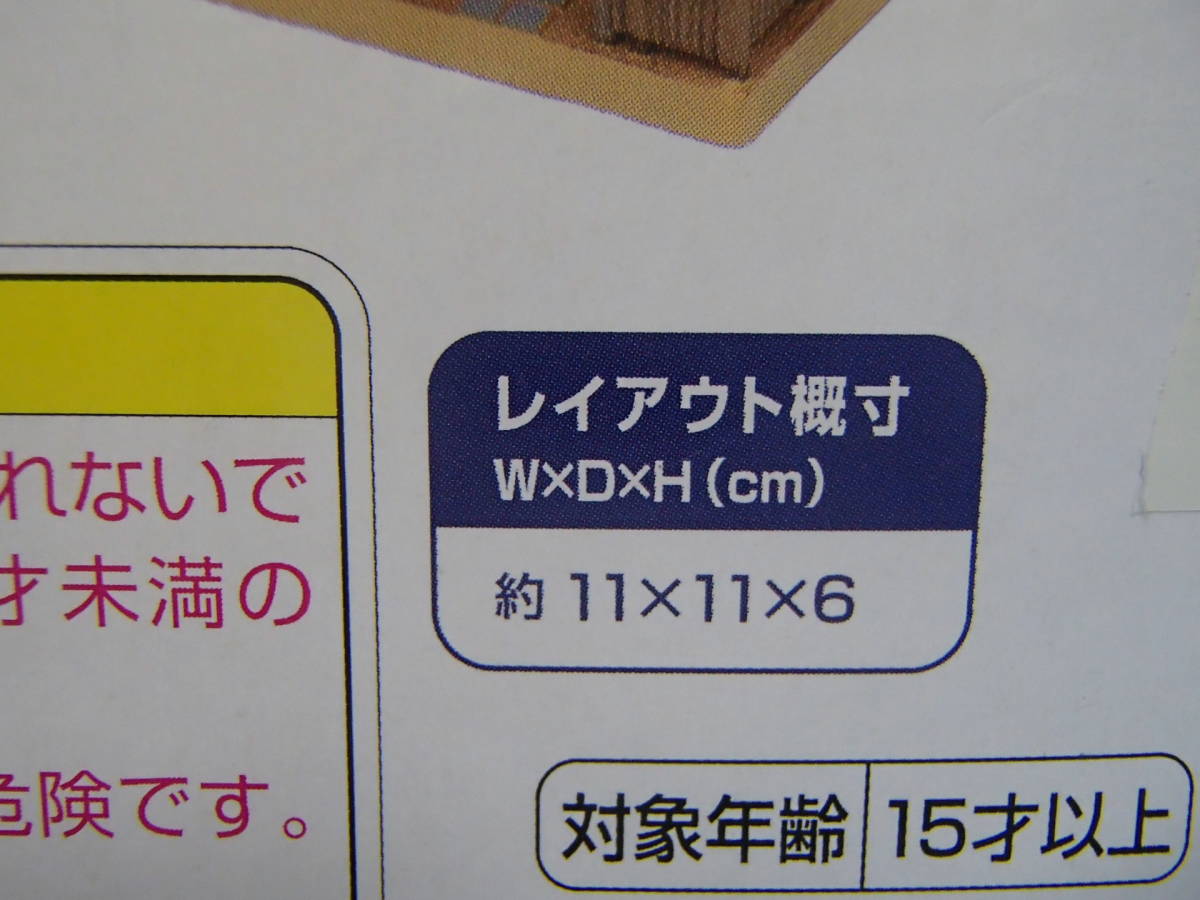 れないで
才未満の
危険です。
レイアウト概寸
W×D×H(cm)
約 11×11×6
対象年齢 15才以上